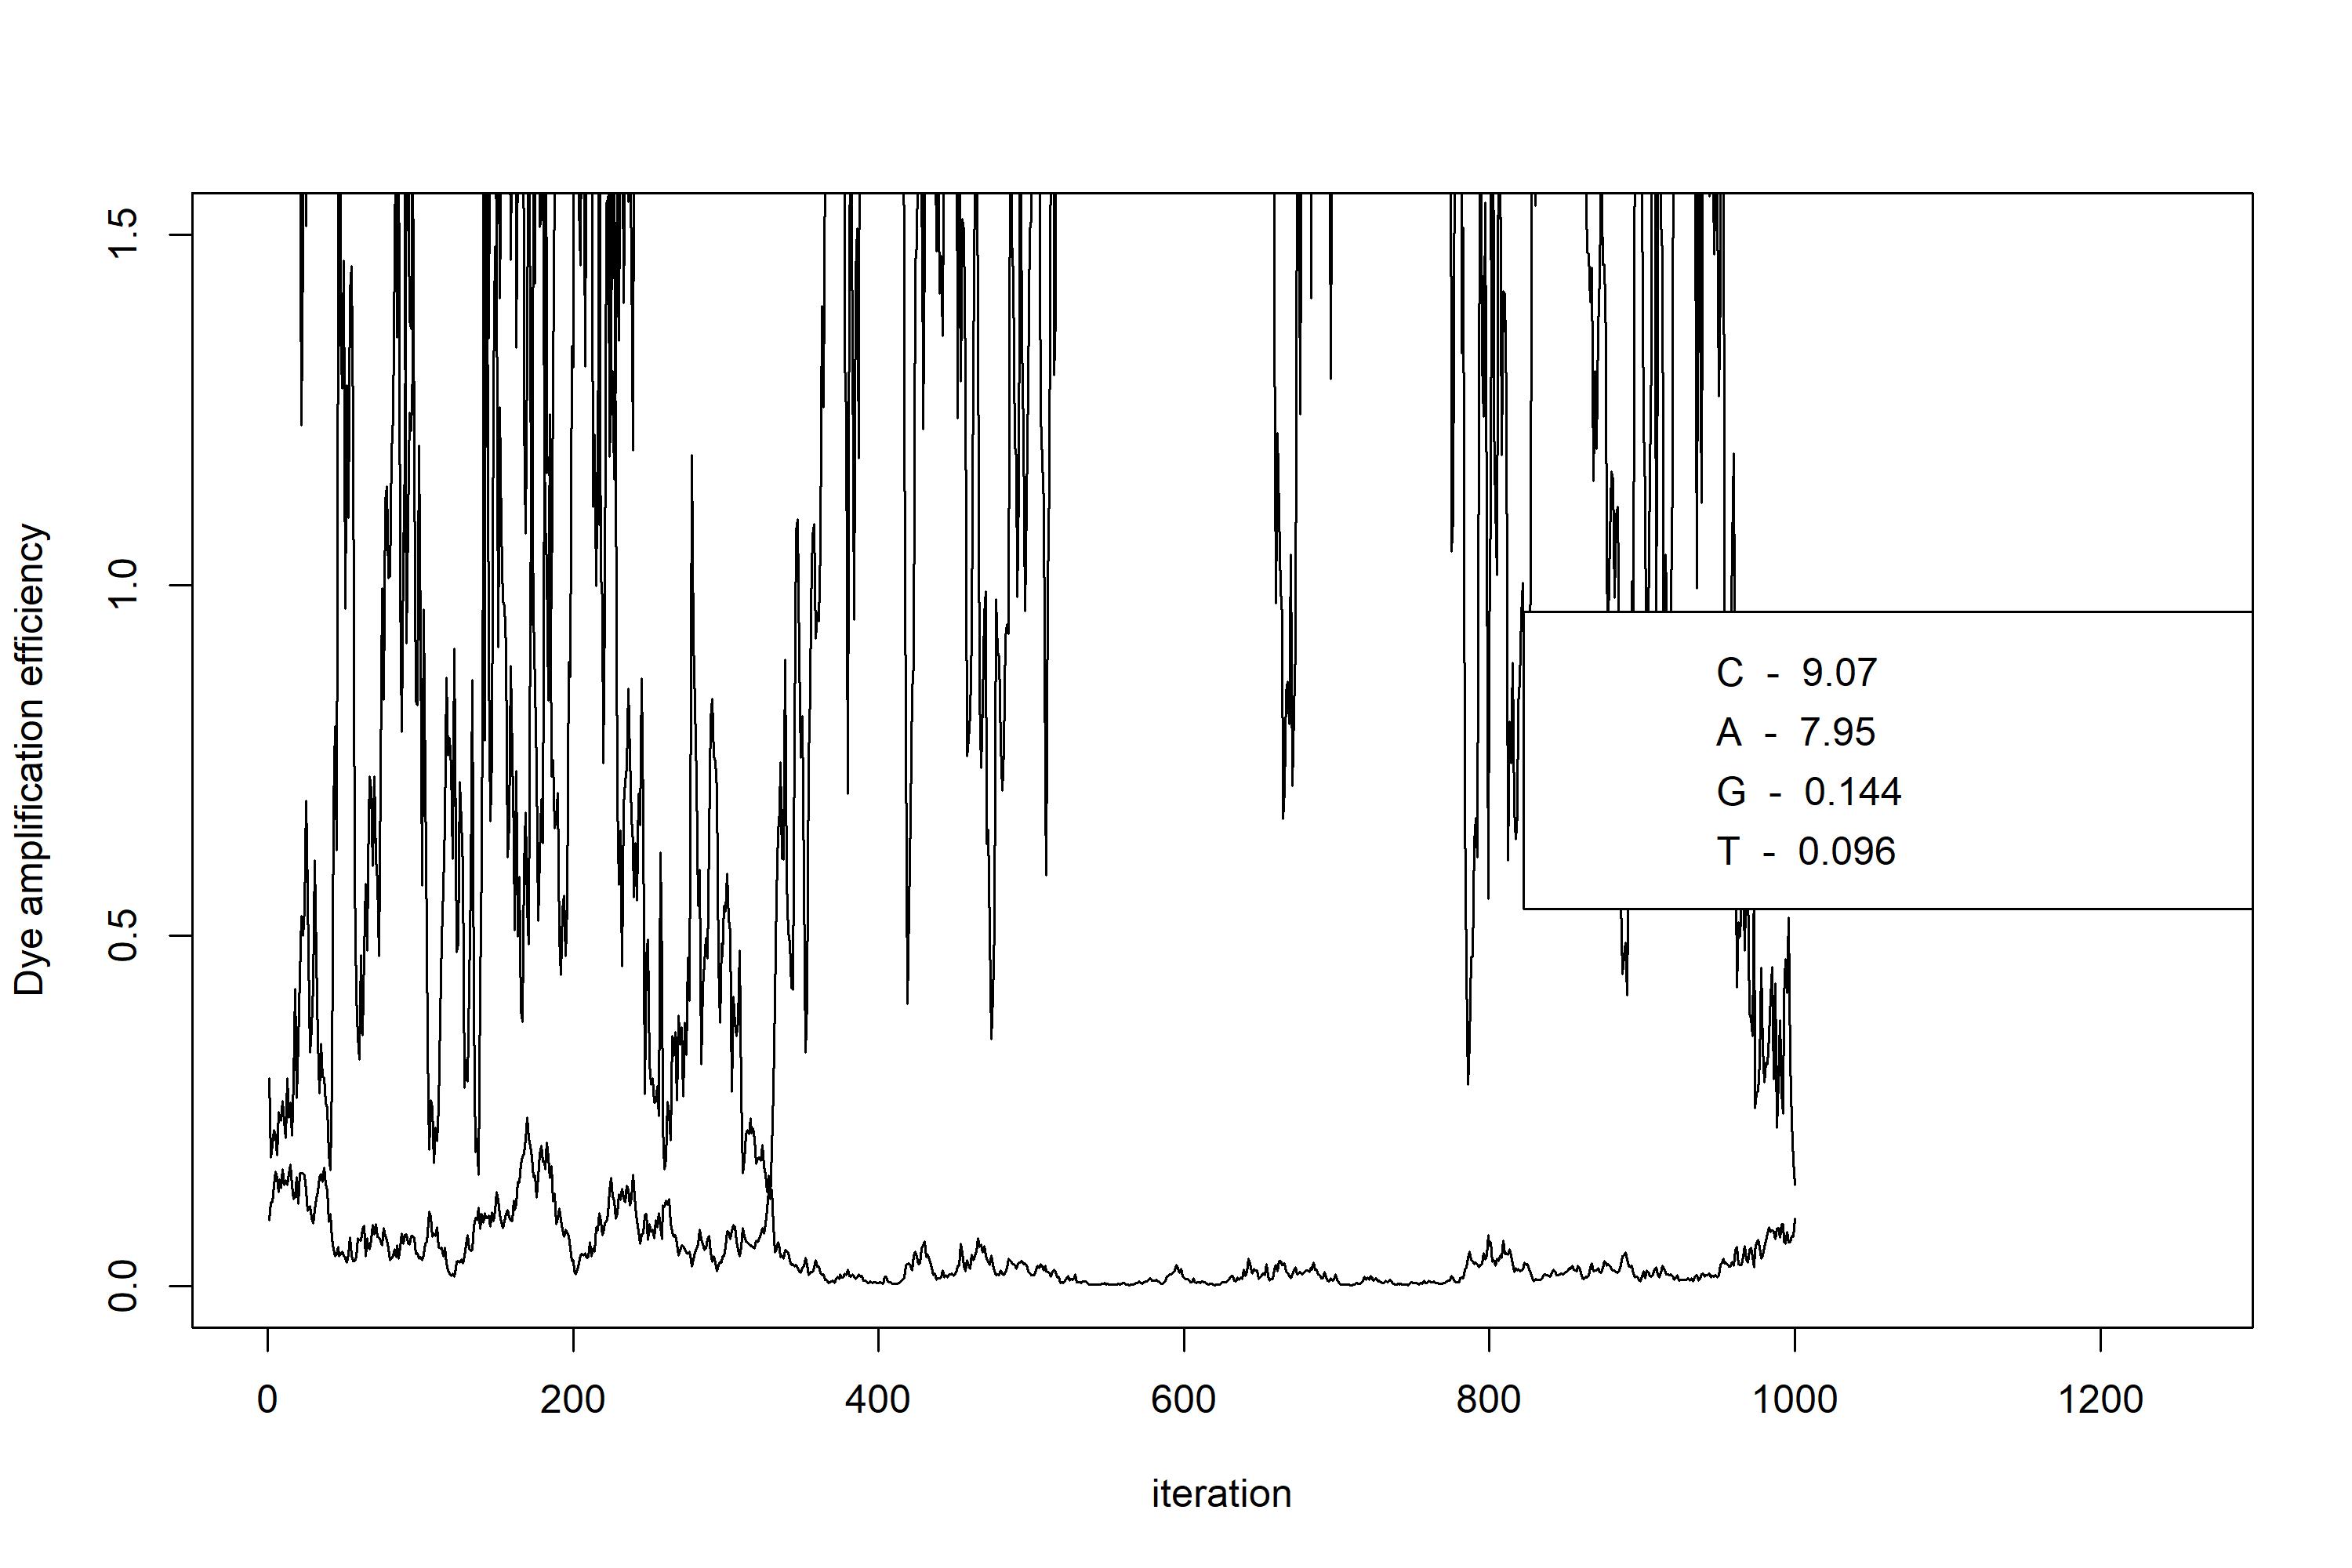 Dye amplification efficiency
1.5
1.0
0.5
0.0
C - 9.07
A - 7.95
G - 0.144
T - 0.096
0 200 400 600 800 1000 1200
iteration